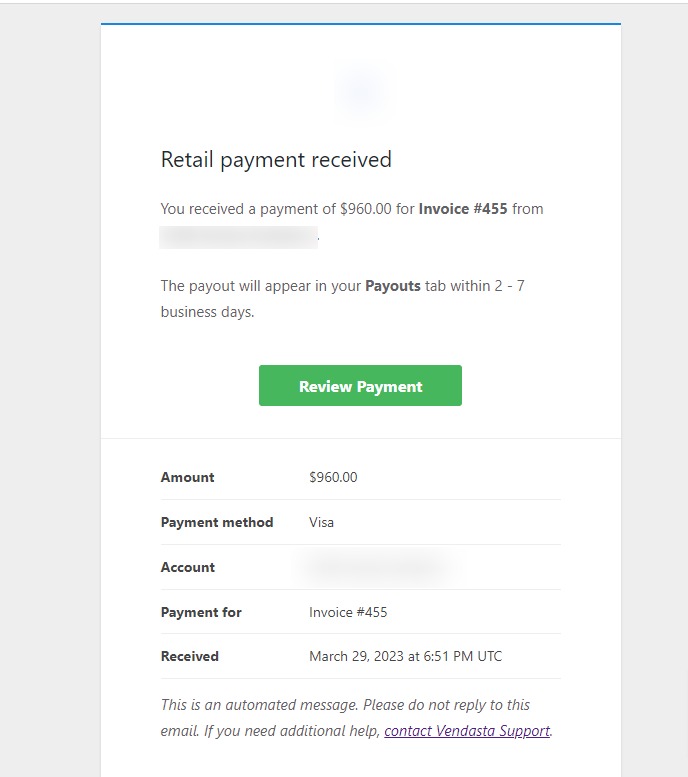 Retail payment received
You received a payment of $960.00 for Invoice #455 from
.
The payout will appear in your Payouts tab within 2 - 7
business days.
Review Payment
Amount $960.00
Payment method Visa
Account
Payment for Invoice #455
Received March 29, 2023 at 6:51 PM UTC
This is an automated message. Please do not reply to this
email. If you need additional help, contact Vendasta Support.